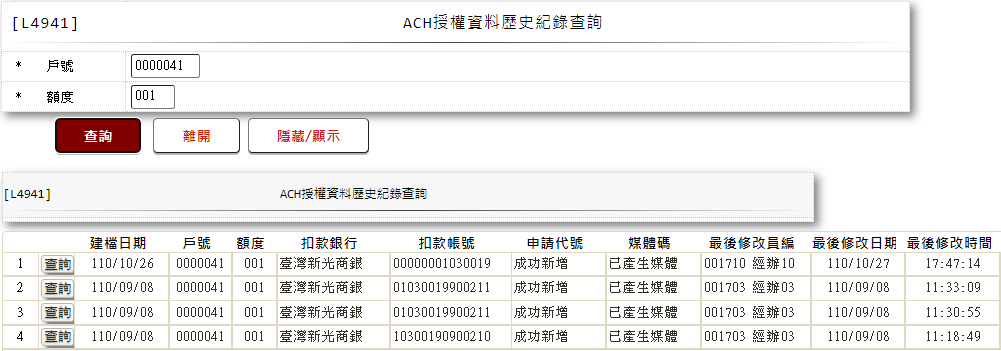 [L4941] ACH授權資料歷史紀錄查詢
* 戶號 0000041
* 額度 001
查詢 離開 隱藏/顯示
[L4941] ACH授權資料歷史紀錄查詢
建檔日期 戶號 額度 扣款銀行 扣款帳號 申請代號 媒體碼 最後修改員編 最後修改日期 最後修改時間
1 查詢 110/10/26 0000041 001 臺灣新光商銀 00000001030019 成功新增 已產生媒體 001710 經辦10 110/10/27 17:47:14
2 查詢 110/09/08 0000041 001 臺灣新光商銀 01030019900211 成功新增 已產生媒體 001703 經辦03 110/09/08 11:33:09
3 查詢 110/09/08 0000041 001 臺灣新光商銀 01030019900211 成功新增 已產生媒體 001703 經辦03 110/09/08 11:30:55
4 查詢 110/09/08 0000041 001 臺灣新光商銀 10300190900210 成功新增 已產生媒體 001703 經辦03 110/09/08 11:18:49